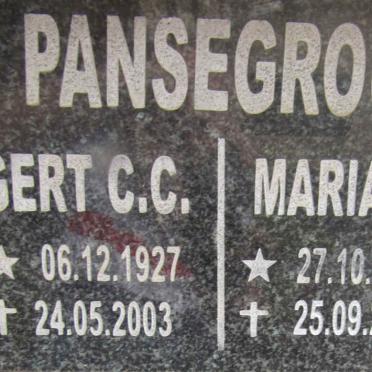 PANSEGRO
GERT C.C.
06.12.1927
24.05.2003
MARIA
27.10.
25.09.